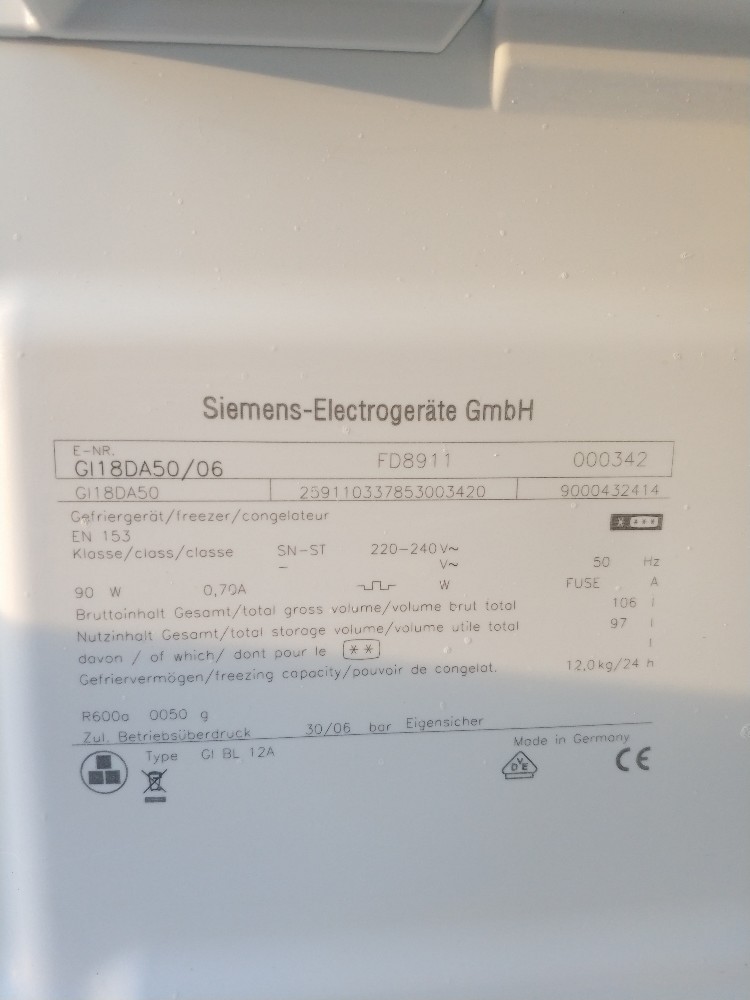 Siemens-Electrogeräte GmbH
E-NR.
GI18DA50/06 FD8911 000342
GI18DA50 259110337853003420 9000432414
Gefriergerät/freezer/congelateur
EN 153
Klasse/class/classe SN-ST 220-240V~
– V~ 50 Hz
90 W 0,70A W FUSE A
Bruttoinhalt Gesamt/total gross volume/volume brut total 106 l
Nutzinhalt Gesamt/total storage volume/volume utile total 97 l
davon / of which/ dont pour le ** l
Gefriervermögen/freezing capacity/pouvoir de congelat. 12,0kg/24 h
R600a 0050 g
Zul. Betriebsüberdruck 30/06 bar Eigensicher
Made in Germany
Type GI BL 12A
VDE CE